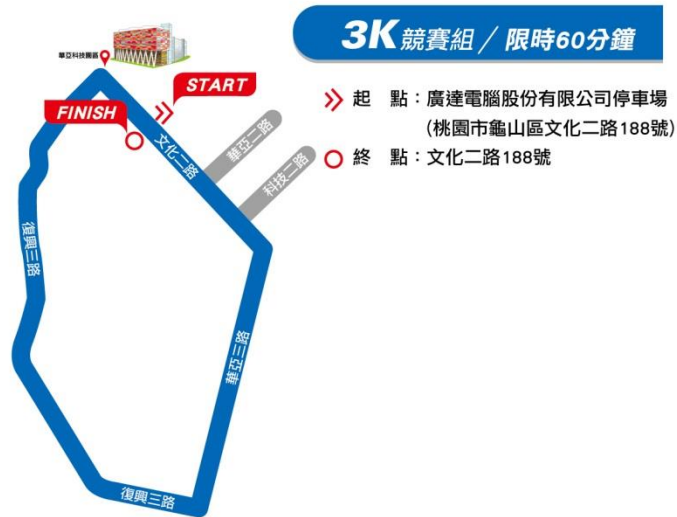 3K 競賽組 / 限時60分鐘
華亞科技園區
START
FINISH
起 點：廣達電腦股份有限公司停車場
(桃園市龜山區文化二路188號)
終 點：文化二路188號
文化二路
華亞二路
科技二路
復興三路
華亞三路
復興三路